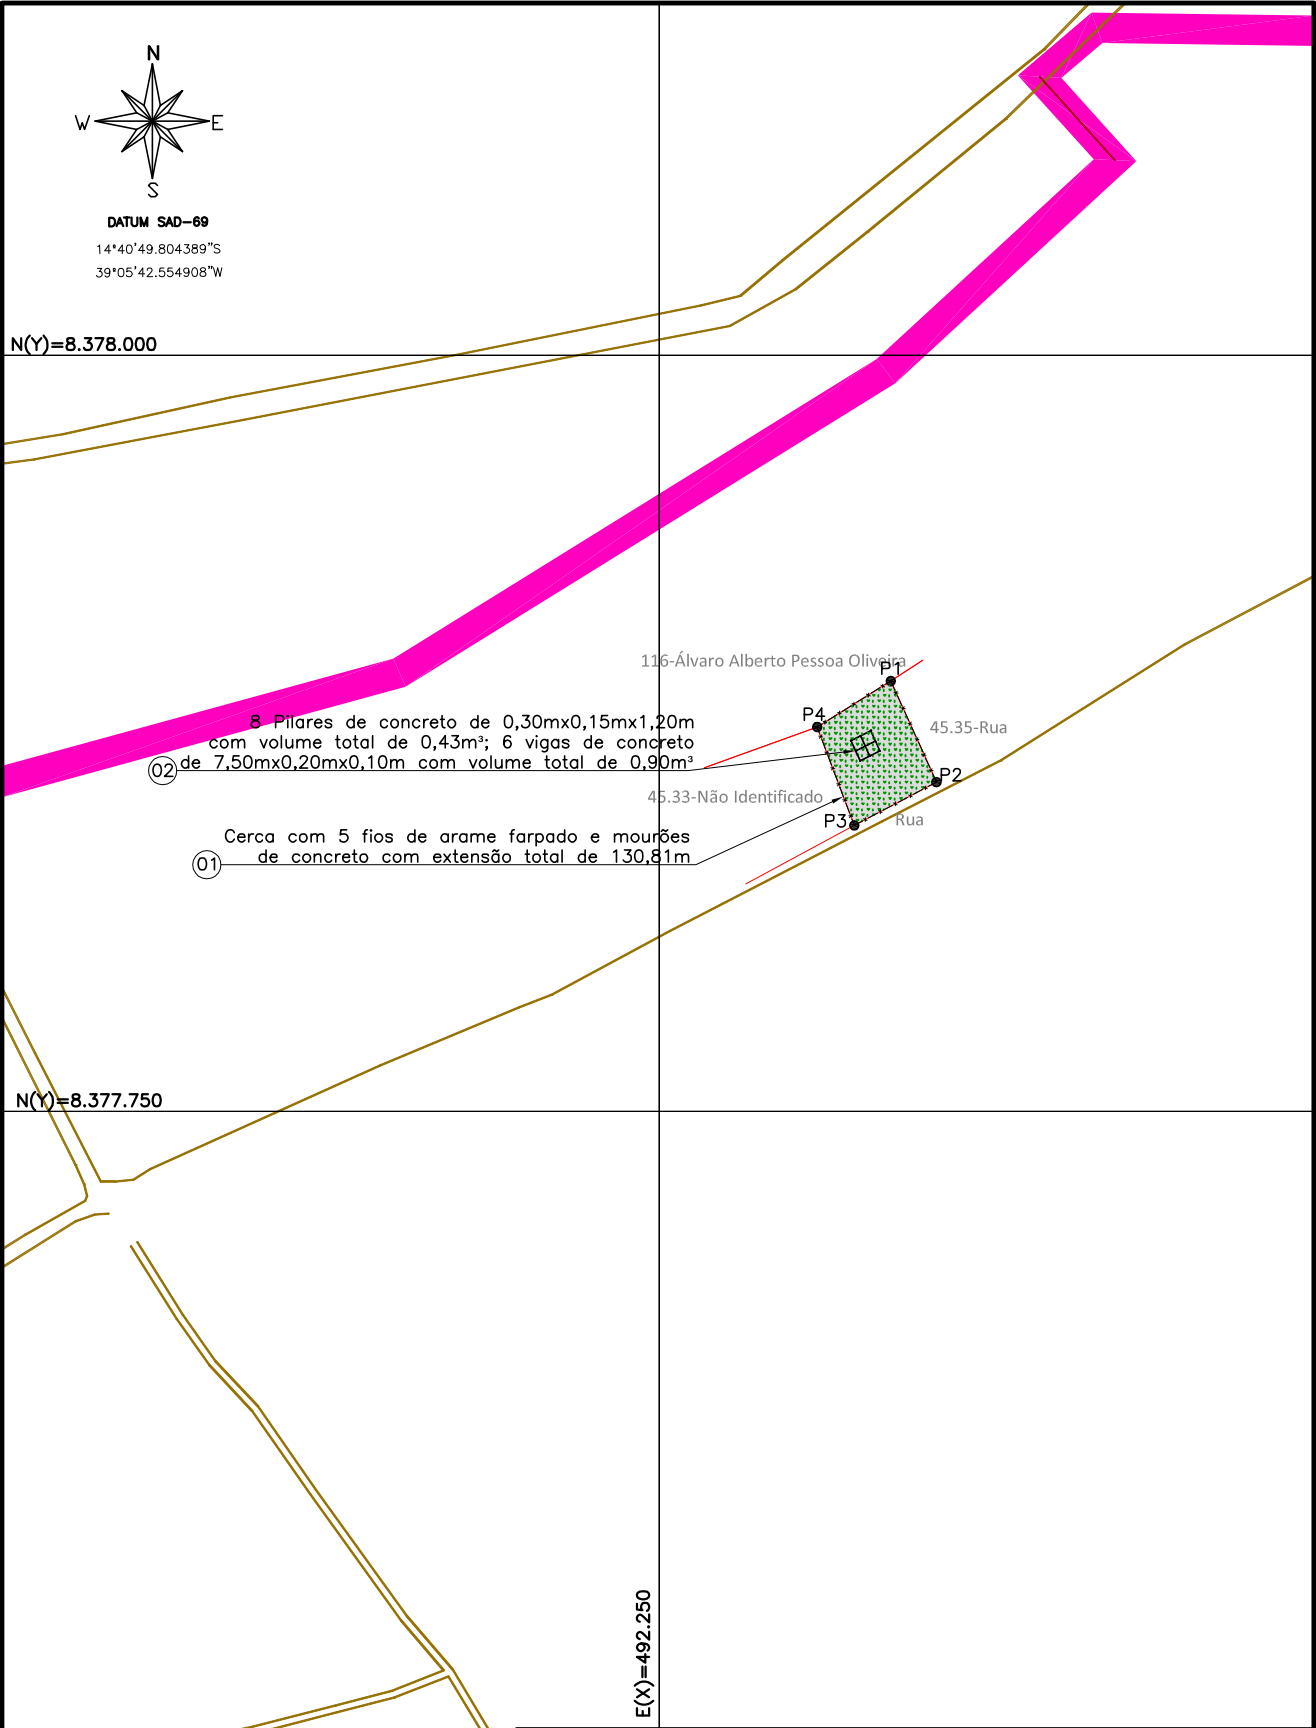 N
W
E
S
DATUM SAD-69
14°40'49.804389"S
39°05'42.554908"W
N(Y)=8.378.000
116-Álvaro Alberto Pessoa Oliveira
P1
P4
45.35-Rua
8 Pilares de concreto de 0,30mx0,15mx1,20m
com volume total de 0,43m³; 6 vigas de concreto
02
de 7,50mx0,20mx0,10m com volume total de 0,90m³
P2
45.33-Não Identificado
P3
Rua
Cerca com 5 fios de arame farpado e mourões
01
de concreto com extensão total de 130,81m
N(Y)=8.377.750
E(X)=492.250